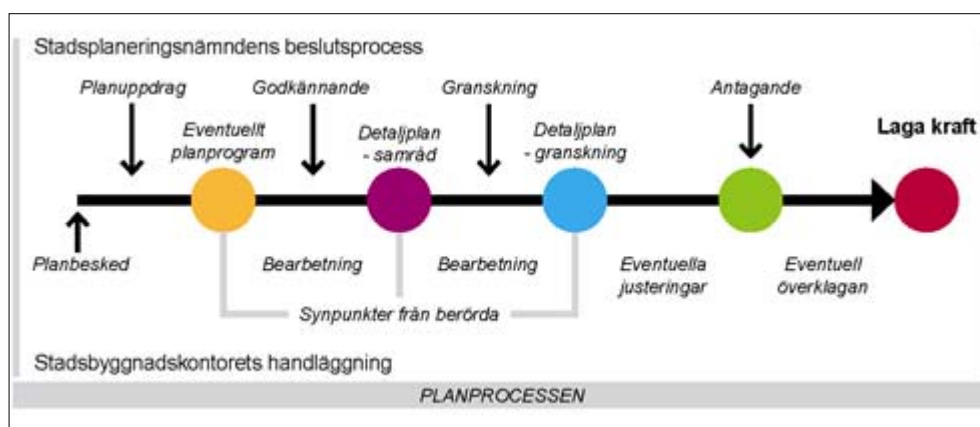 Stadsplaneringsnämndens beslutsprocess
Planuppdrag
Godkännande
Granskning
Antagande
Laga kraft
Eventuellt
planprogram
Detaljplan
- samråd
Detaljplan
- granskning
Planbesked
Bearbetning
Bearbetning
Eventuella
justeringar
Eventuell
överklagan
Synpunkter från berörda
Stadsbyggnadskontorets handläggning
PLANPROCESSEN